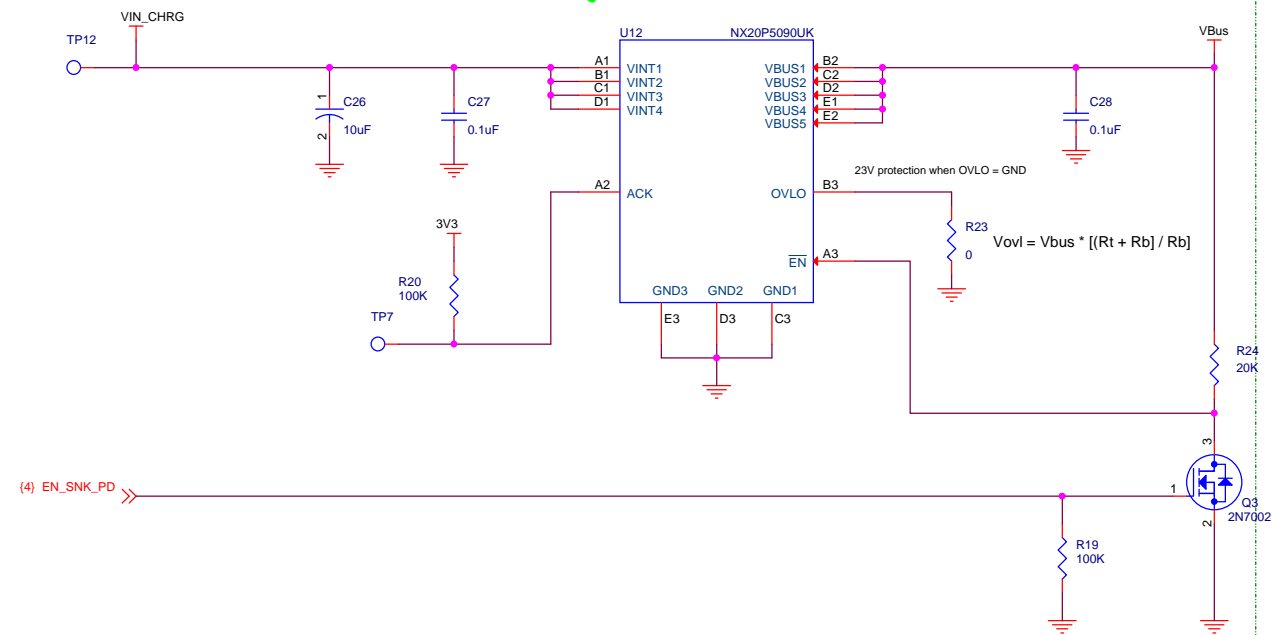 VIN_CHRG
TP12
U12 NX20P5090UK
VBus
A1 VINT1 VBUS1 B2
B1 VINT2 VBUS2 C2
C1 VINT3 VBUS3 D2
D1 VINT4 VBUS4 E1
VBUS5 E2
1 C26
10uF
2
C27
0.1uF
C28
0.1uF
23V protection when OVLO = GND
A2 ACK OVLO B3
3V3
R23
0
Vovl = Vbus * [(Rt + Rb] / Rb]
EN A3
R20
100K
GND3 GND2 GND1
E3 D3 C3
TP7
R24
20K
3
{4} EN_SNK_PD
1
Q3
2N7002
2
R19
100K